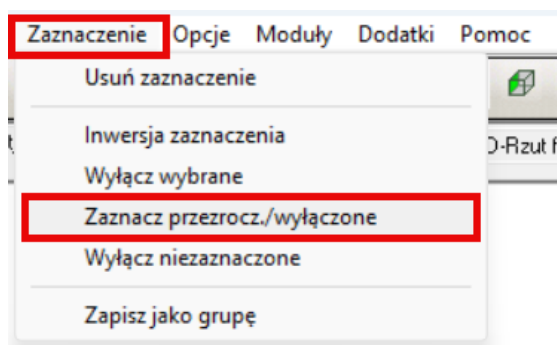 Zaznaczenie Opcje Moduły Dodatki Pomoc
Usuń zaznaczenie
Inwersja zaznaczenia
Wyłącz wybrane
Zaznacz przezrocz./wyłączone
Wyłącz niezaznaczone
Zapisz jako grupę